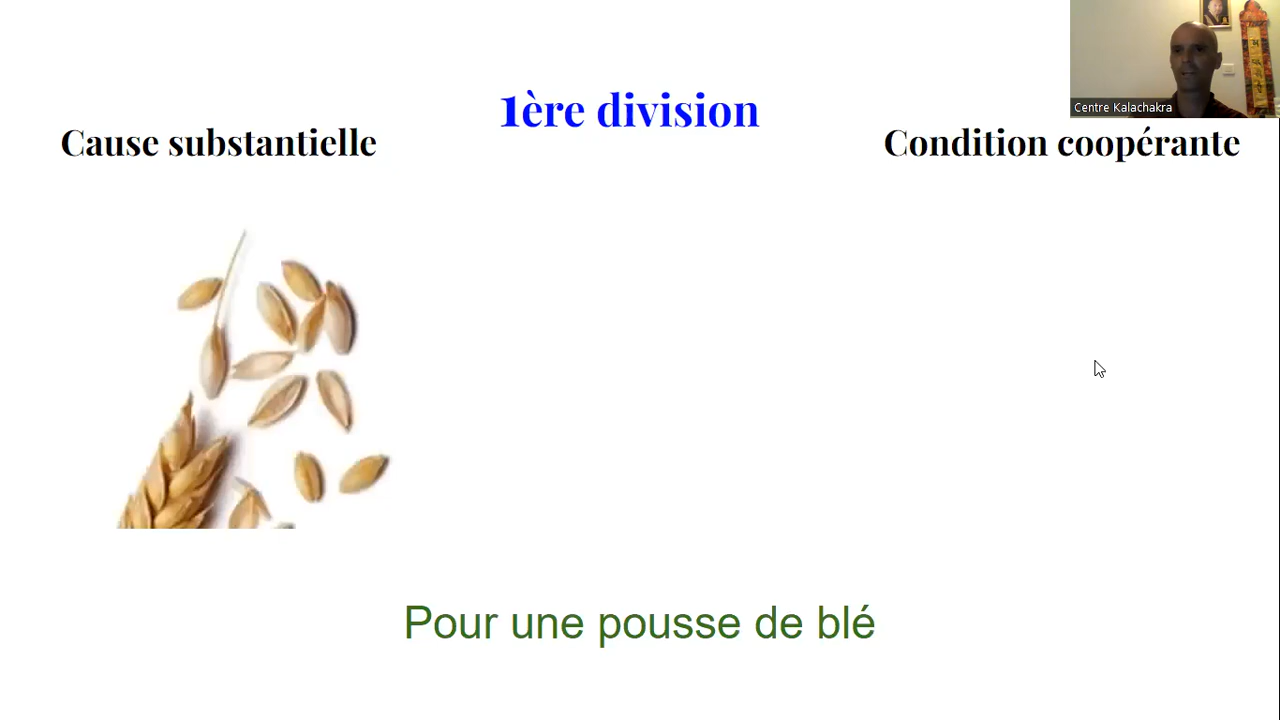 1ère division
Cause substantielle
Condition coopérante
Centre Kalachakra
Pour une pousse de blé